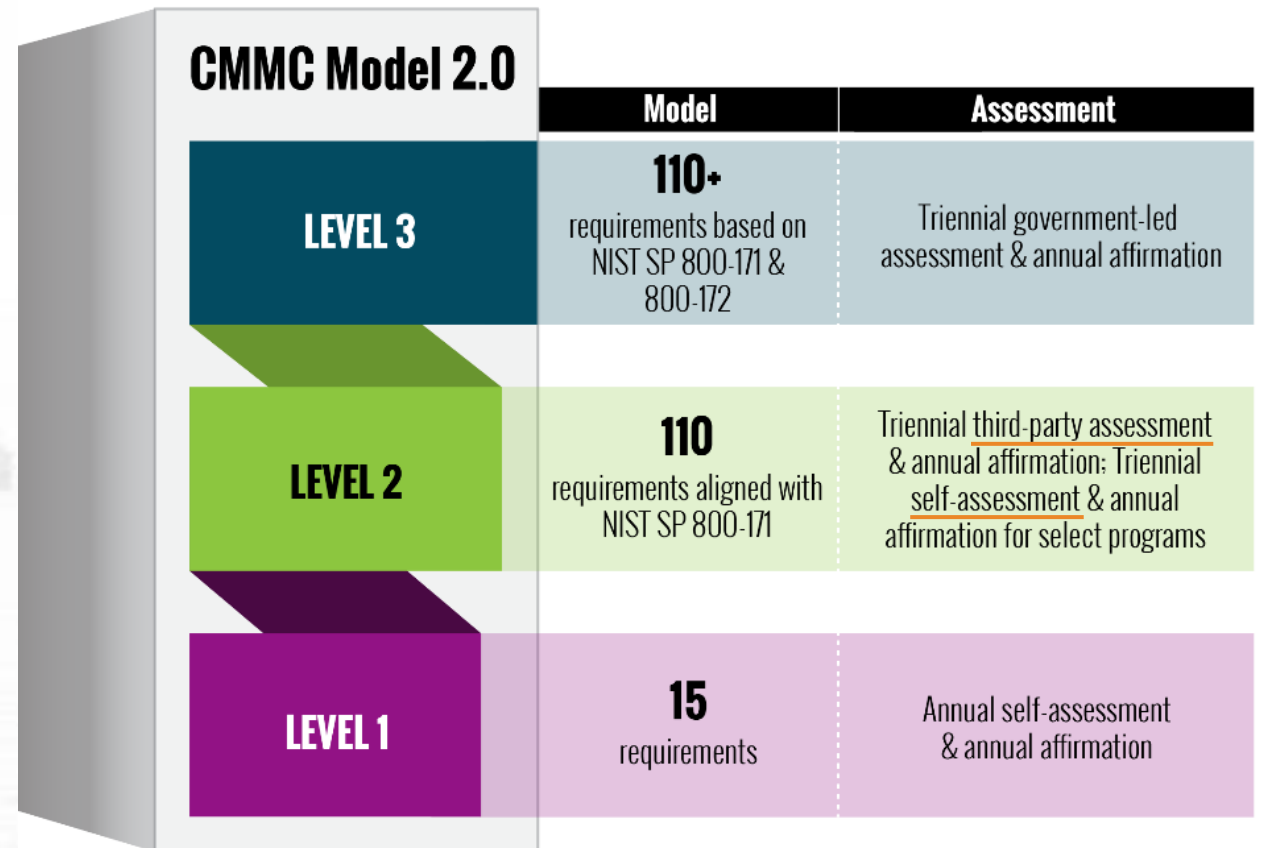 CMMC Model 2.0
Model
Assessment
LEVEL 3
110+
requirements based on
NIST SP 800-171 &
800-172
Triennial government-led
assessment & annual affirmation
LEVEL 2
110
requirements aligned with
NIST SP 800-171
Triennial third-party assessment
& annual affirmation; Triennial
self-assessment & annual
affirmation for select programs
LEVEL 1
15
requirements
Annual self-assessment
& annual affirmation